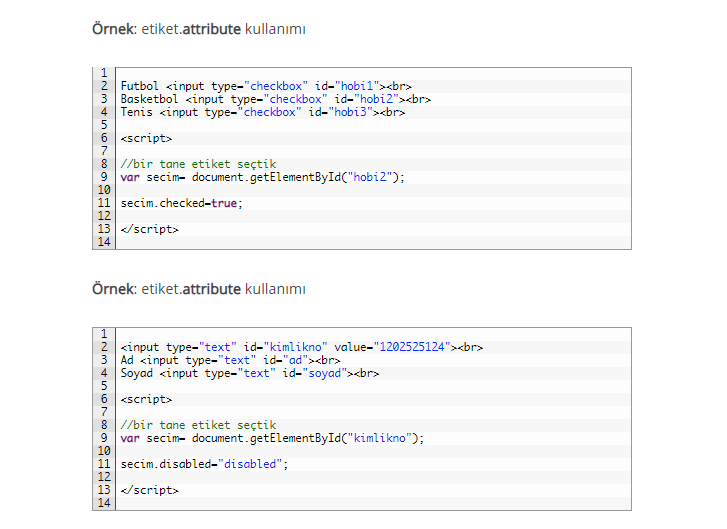 Örnek: etiket.attribute kullanımı
1
2 Futbol <input type="checkbox" id="hobi1"><br>
3 Basketbol <input type="checkbox" id="hobi2"><br>
4 Tenis <input type="checkbox" id="hobi3"><br>
5
6 <script>
7
8 //bir tane etiket seçtik
9 var secim= document.getElementById("hobi2");
10
11 secim.checked=true;
12
13 </script>
14
Örnek: etiket.attribute kullanımı
1
2 <input type="text" id="kimlikno" value="1202525124"><br>
3 Ad <input type="text" id="ad"><br>
4 Soyad <input type="text" id="soyad"><br>
5
6 <script>
7
8 //bir tane etiket seçtik
9 var secim= document.getElementById("kimlikno");
10
11 secim.disabled="disabled";
12
13 </script>
14